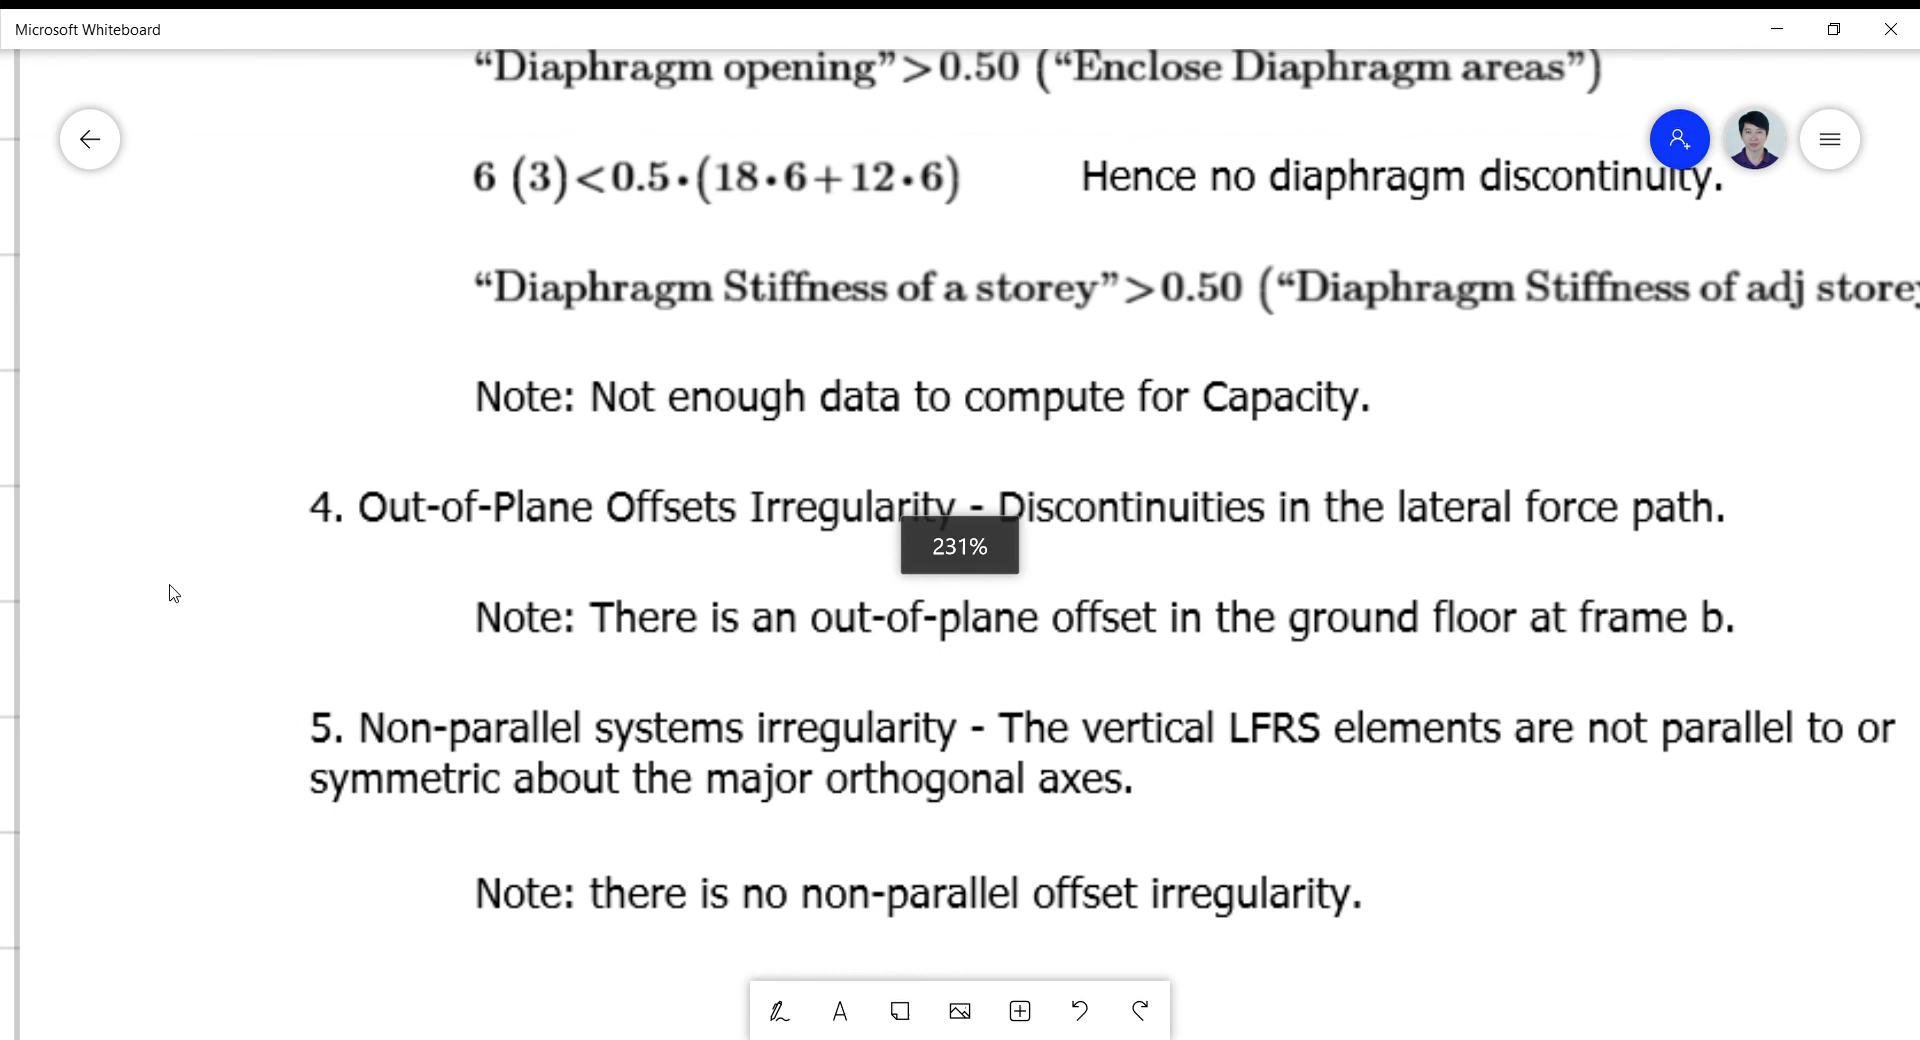 Microsoft Whiteboard
“Diaphragm opening”>0.50 (“Enclose Diaphragm areas”)
6 (3)<0.5·(18·6+12·6) Hence no diaphragm discontinuity.
“Diaphragm Stiffness of a storey”>0.50 (“Diaphragm Stiffness of adj storey
Note: Not enough data to compute for Capacity.
4. Out-of-Plane Offsets Irregularity - Discontinuities in the lateral force path.
231%
Note: There is an out-of-plane offset in the ground floor at frame b.
5. Non-parallel systems irregularity - The vertical LFRS elements are not parallel to or
symmetric about the major orthogonal axes.
Note: there is no non-parallel offset irregularity.